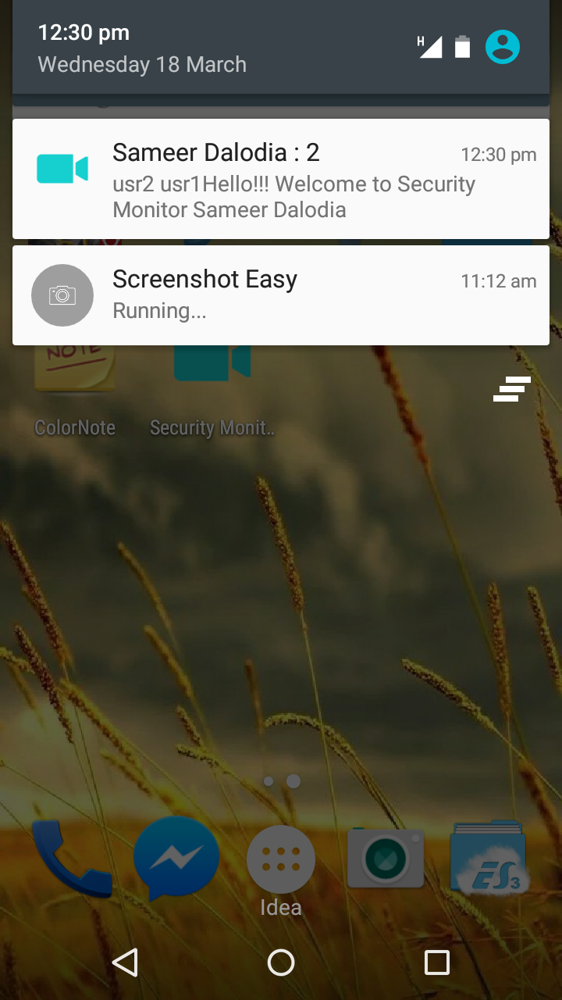 12:30 pm
Wednesday 18 March
H
Sameer Dalodia : 2
12:30 pm
usr2 usr1Hello!!! Welcome to Security
Monitor Sameer Dalodia
Screenshot Easy
11:12 am
Running...
NOTE
ColorNote
Security Monit..
ES3
Idea